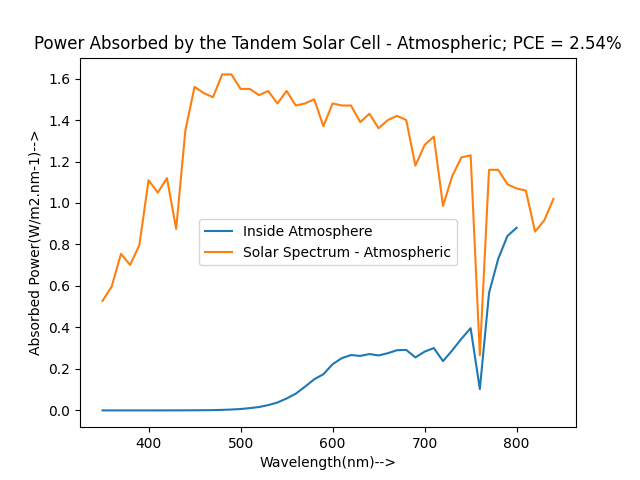 Power Absorbed by the Tandem Solar Cell - Atmospheric; PCE = 2.54%
Absorbed Power(W/m2.nm-1)-->
1.6
1.4
1.2
1.0
0.8
0.6
0.4
0.2
0.0
Inside Atmosphere
Solar Spectrum - Atmospheric
400 500 600 700 800
Wavelength(nm)-->